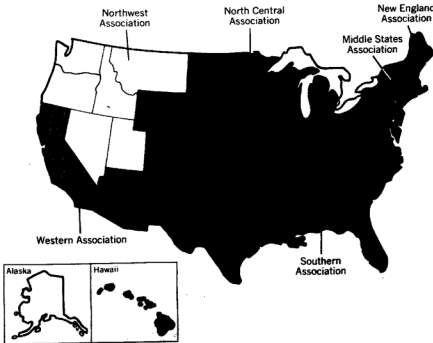 Northwest
Association
North Central
Association
New England
Association
Middle States
Association
Western Association
Southern
Association
Alaska
Hawaii